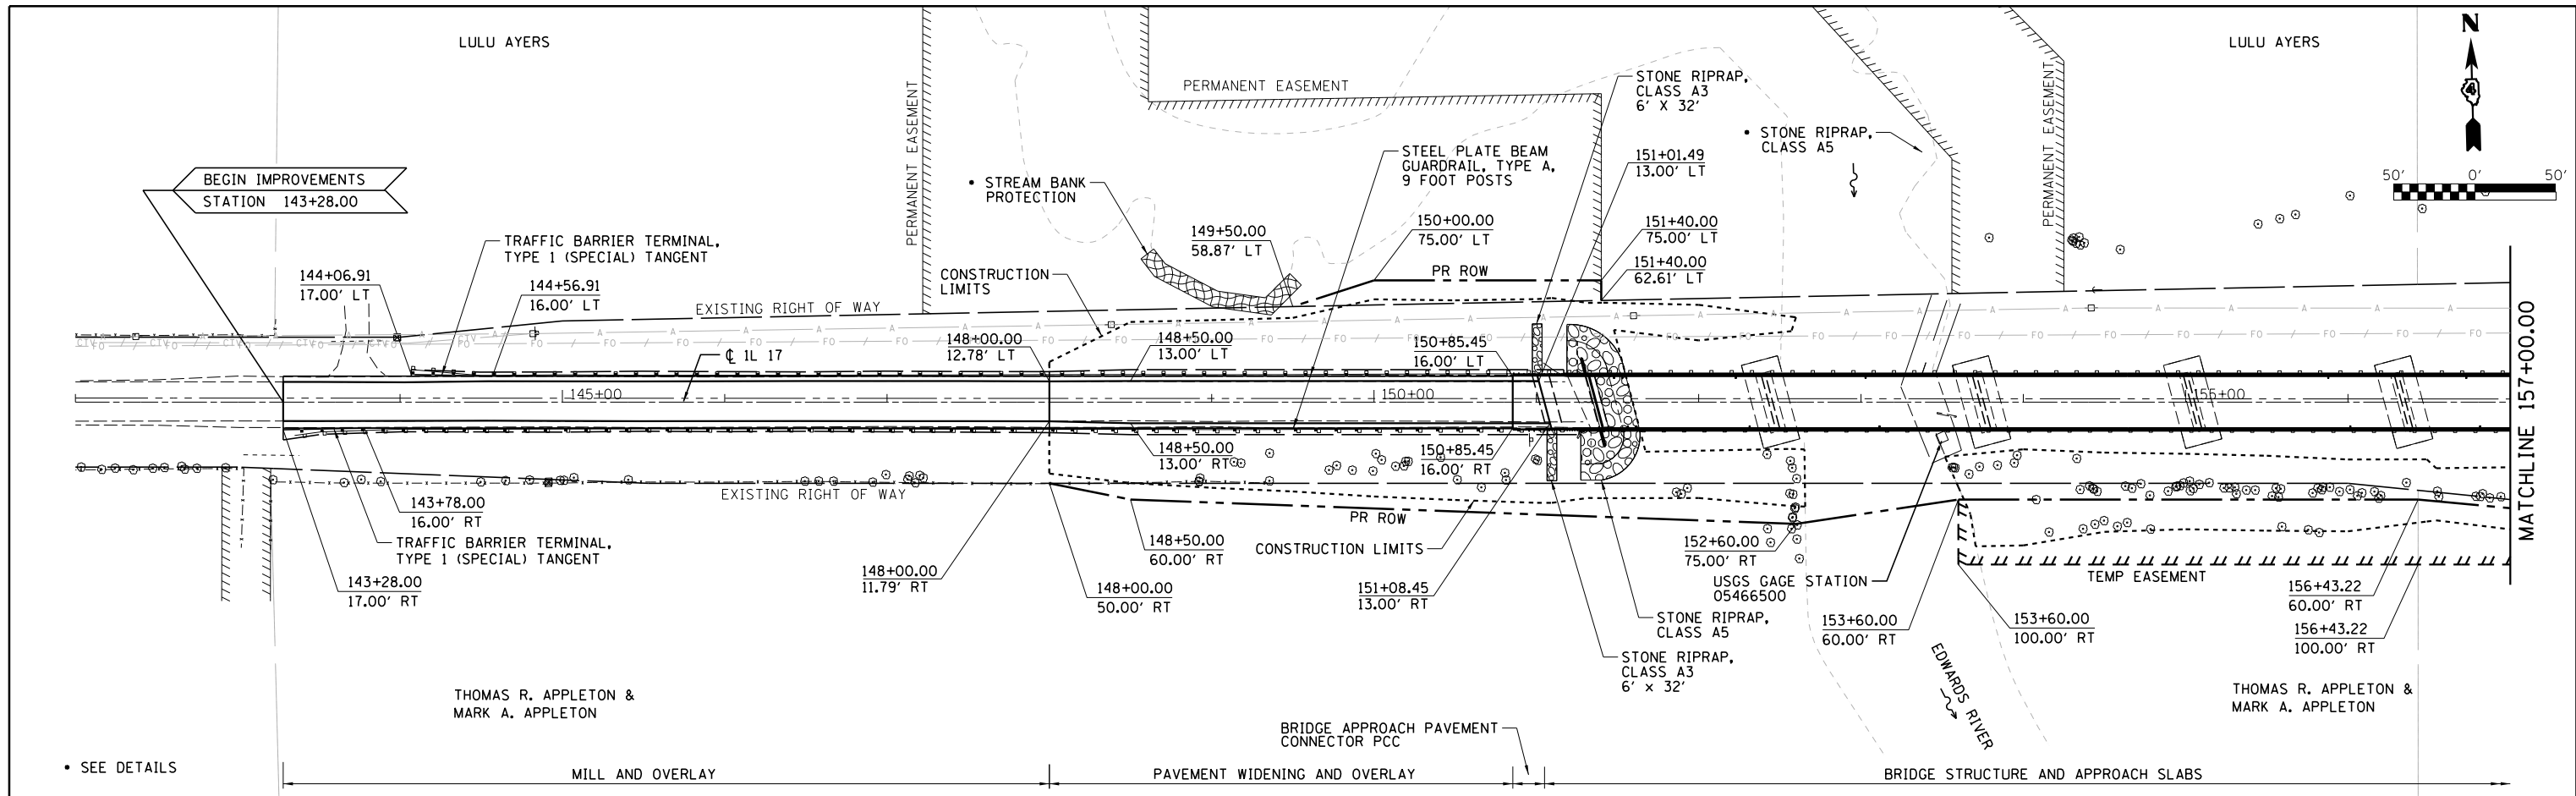 LULU AYERS
LULU AYERS
N
4
50' 0' 50'
PERMANENT EASEMENT
PERMANENT EASEMENT
PERMANENT EASEMENT
STONE RIPRAP,
CLASS A3
6' X 32'
• STONE RIPRAP,
CLASS A5
BEGIN IMPROVEMENTS
STATION 143+28.00
• STREAM BANK
PROTECTION
STEEL PLATE BEAM
GUARDRAIL, TYPE A,
9 FOOT POSTS
151+01.49
13.00' LT
TRAFFIC BARRIER TERMINAL,
TYPE 1 (SPECIAL) TANGENT
144+06.91
17.00' LT
144+56.91
16.00' LT
CONSTRUCTION
LIMITS
149+50.00
58.87' LT
150+00.00
75.00' LT
151+40.00
75.00' LT
151+40.00
62.61' LT
PR ROW
EXISTING RIGHT OF WAY
℄ IL 17
148+00.00
12.78' LT
148+50.00
13.00' LT
150+85.45
16.00' LT
145+00
150+00
155+00
MATCHLINE 157+00.00
148+50.00
13.00' RT
150+85.45
16.00' RT
EXISTING RIGHT OF WAY
143+78.00
16.00' RT
TRAFFIC BARRIER TERMINAL,
TYPE 1 (SPECIAL) TANGENT
143+28.00
17.00' RT
148+00.00
11.79' RT
148+00.00
50.00' RT
148+50.00
60.00' RT
PR ROW
CONSTRUCTION LIMITS
151+08.45
13.00' RT
152+60.00
75.00' RT
USGS GAGE STATION
05466500
STONE RIPRAP,
CLASS A5
STONE RIPRAP,
CLASS A3
6' x 32'
153+60.00
60.00' RT
153+60.00
100.00' RT
TEMP EASEMENT
156+43.22
60.00' RT
156+43.22
100.00' RT
EDWARDS RIVER
THOMAS R. APPLETON &
MARK A. APPLETON
THOMAS R. APPLETON &
MARK A. APPLETON
BRIDGE APPROACH PAVEMENT
CONNECTOR PCC
• SEE DETAILS
MILL AND OVERLAY
PAVEMENT WIDENING AND OVERLAY
BRIDGE STRUCTURE AND APPROACH SLABS